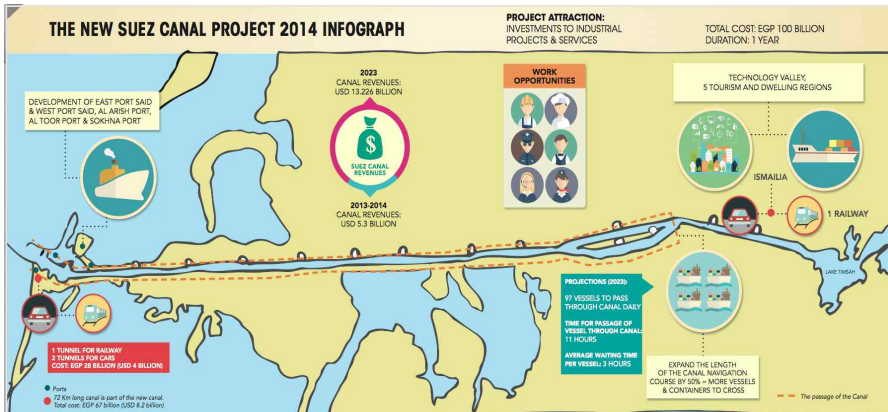 THE NEW SUEZ CANAL PROJECT 2014 INFOGRAPH
PROJECT ATTRACTION:
INVESTMENTS TO INDUSTRIAL
PROJECTS & SERVICES
TOTAL COST: EGP 100 BILLION
DURATION: 1 YEAR
DEVELOPMENT OF EAST PORT SAID
& WEST PORT SAID, AL ARISH PORT,
AL TOOR PORT & SOKHNA PORT
2023
CANAL REVENUES:
USD 13.226 BILLION
$
SUEZ CANAL
REVENUES
2013-2014
CANAL REVENUES:
USD 5.3 BILLION
WORK
OPPORTUNITIES
TECHNOLOGY VALLEY,
5 TOURISM AND DWELLING REGIONS
ISMAILIA
1 RAILWAY
LAKE TIMSAH
PROJECTIONS (2023):
97 VESSELS TO PASS
THROUGH CANAL DAILY
TIME FOR PASSAGE OF
VESSEL THROUGH CANAL:
11 HOURS
AVERAGE WAITING TIME
PER VESSEL: 3 HOURS
EXPAND THE LENGTH
OF THE CANAL NAVIGATION
COURSE BY 50% = MORE VESSELS
& CONTAINERS TO CROSS
1 TUNNEL FOR RAILWAY
2 TUNNELS FOR CARS
COST: EGP 28 BILLION (USD 4 BILLION)
Ports
72 Km long canal is part of the new canal.
Total cost: EGP 67 billion (USD 8.2 billion)
The passage of the Canal